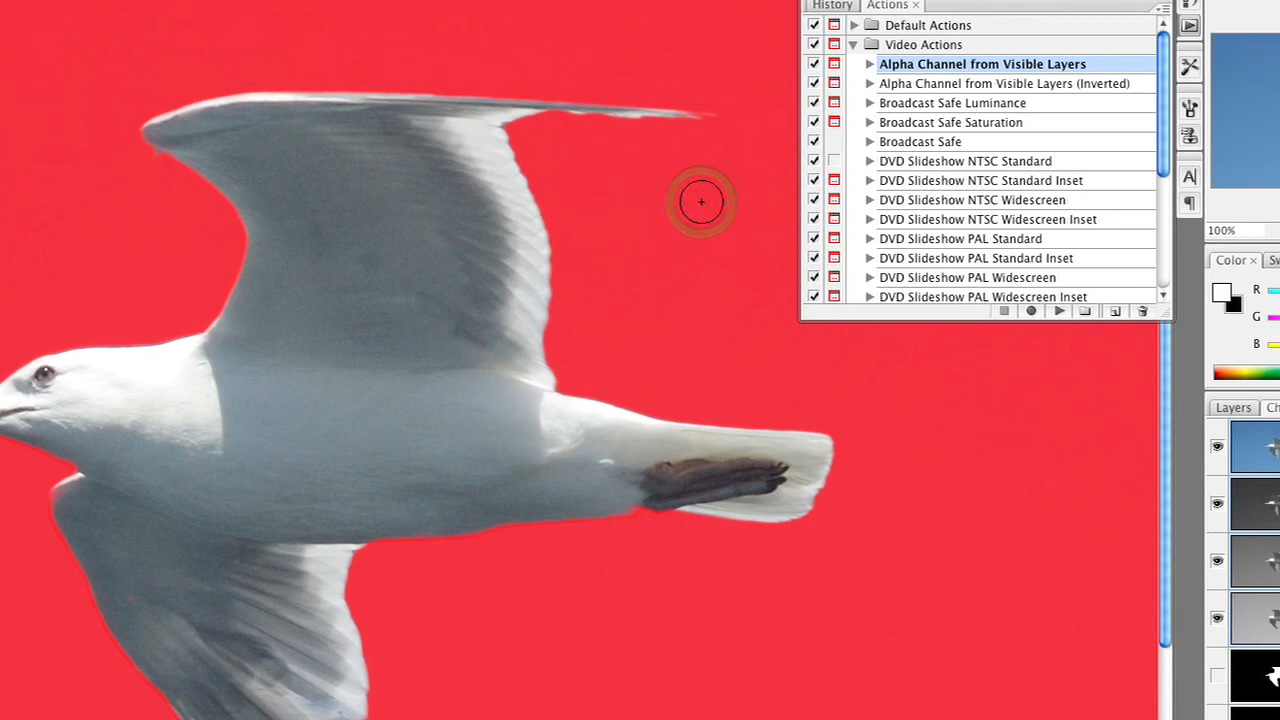 History Actions ×
Default Actions
Video Actions
Alpha Channel from Visible Layers
Alpha Channel from Visible Layers (Inverted)
Broadcast Safe Luminance
Broadcast Safe Saturation
Broadcast Safe
DVD Slideshow NTSC Standard
DVD Slideshow NTSC Standard Inset
DVD Slideshow NTSC Widescreen
DVD Slideshow NTSC Widescreen Inset
DVD Slideshow PAL Standard
DVD Slideshow PAL Standard Inset
DVD Slideshow PAL Widescreen
DVD Slideshow PAL Widescreen Inset
A
¶
100%
Color × Sw
R
G
B
Layers Ch